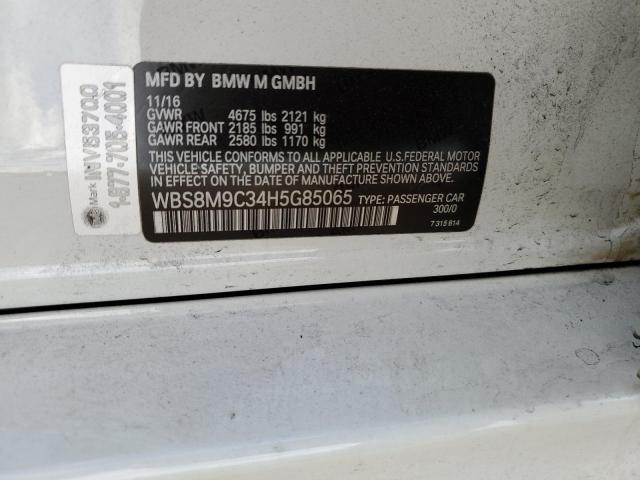 MFD BY BMW M GMBH
11/16
GVWR 4675 lbs 2121 kg
GAWR FRONT 2185 lbs 991 kg
GAWR REAR 2580 lbs 1170 kg
THIS VEHICLE CONFORMS TO ALL APPLICABLE U.S.FEDERAL MOTOR
VEHICLE SAFETY, BUMPER AND THEFT PREVENTION STANDARDS
IN EFFECT ON THE DATE OF MANUFACTURE SHOWN ABOVE
WBS8M9C34H5G85065 TYPE: PASSENGER CAR
300/0
7 315 814
Mark
1-877-706-4001